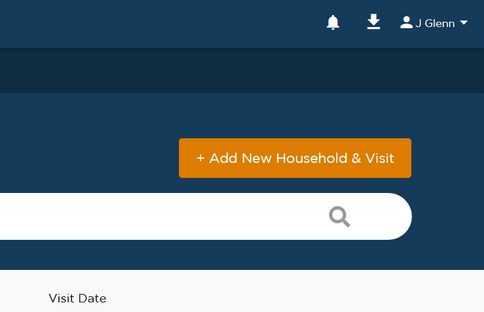 J Glenn
+ Add New Household & Visit
Visit Date